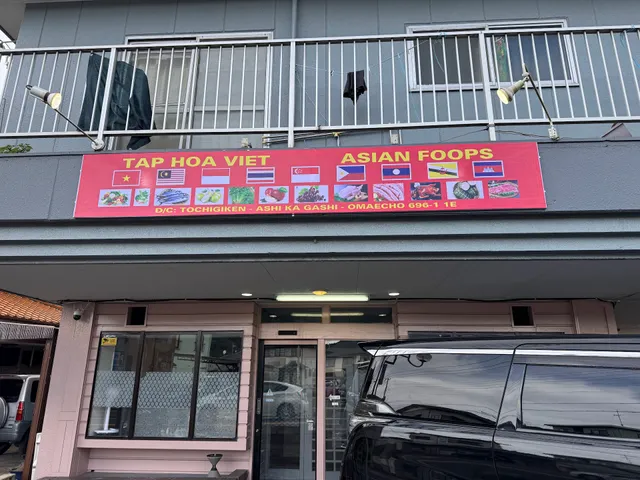 TAP HOA VIET ASIAN FOOPS
D/C: TOCHIGIKEN - ASHI KA GASHI - OMAECHO 696-1 1E